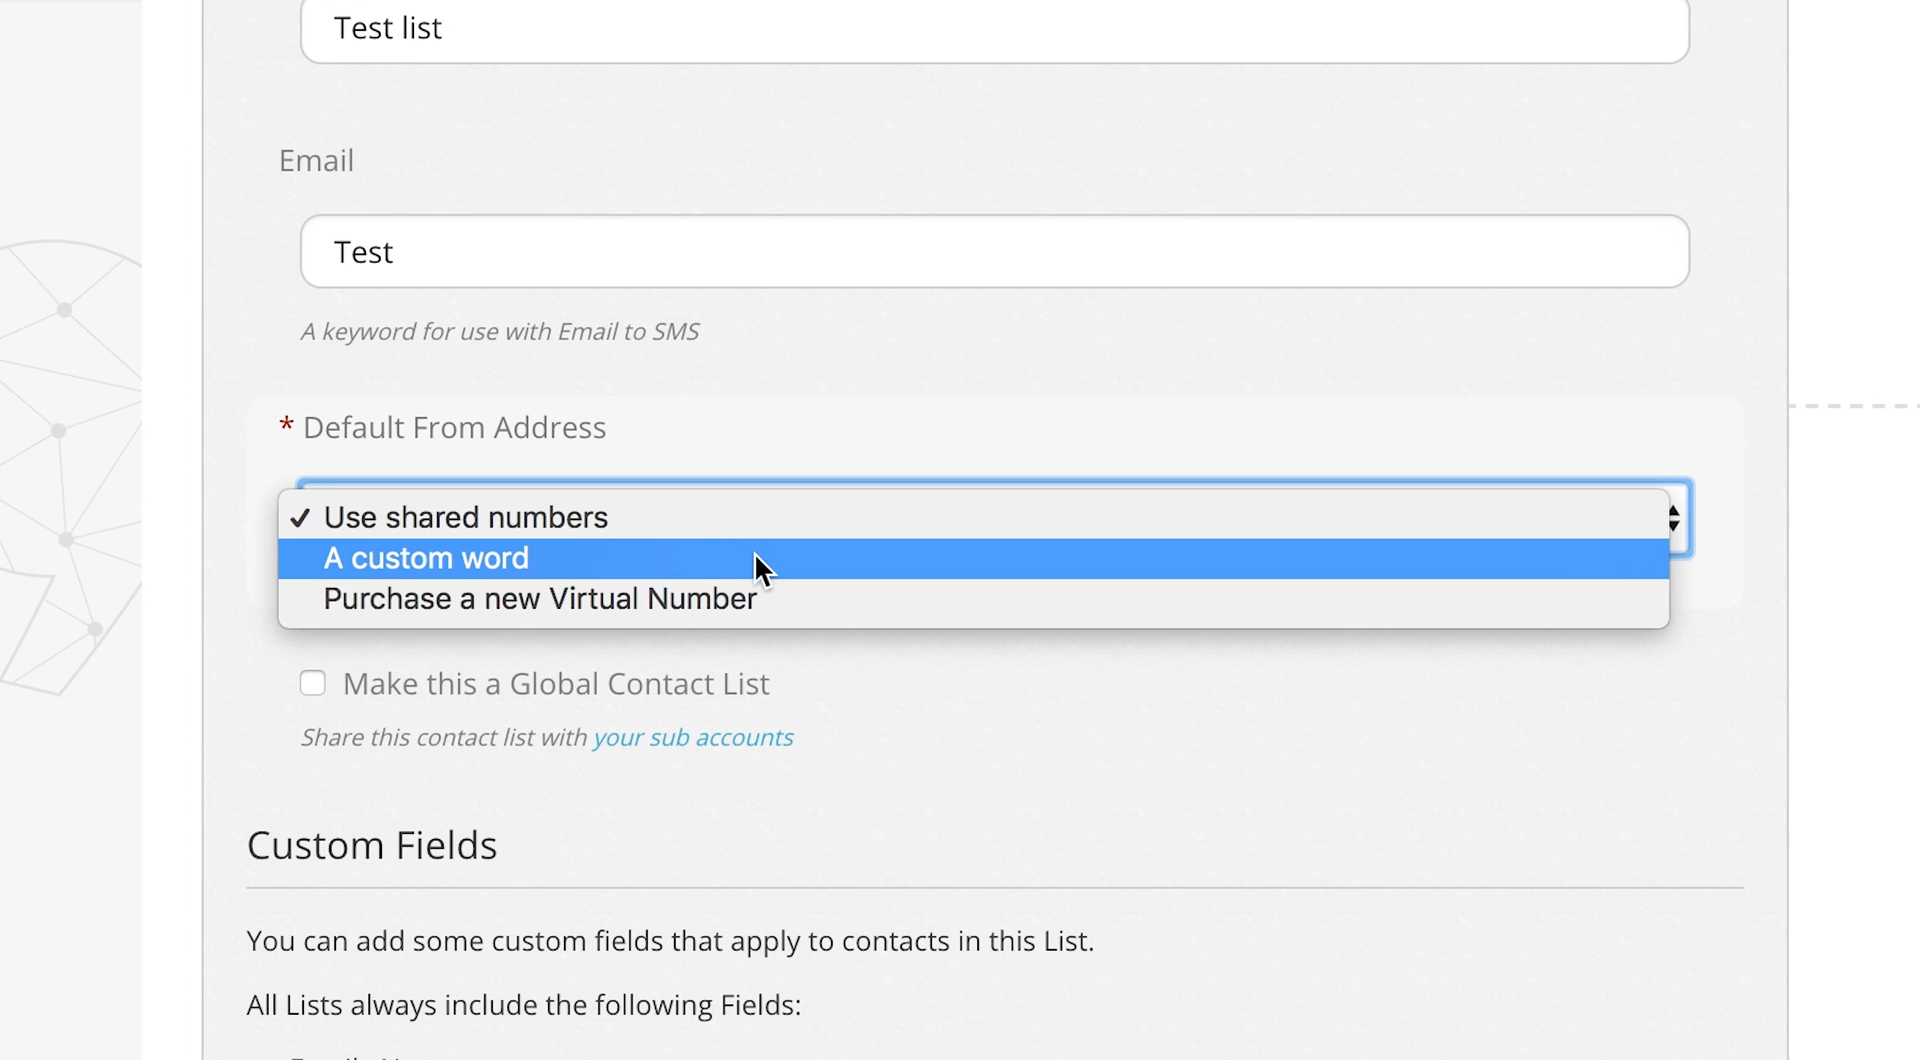 Test list
Email
Test
A keyword for use with Email to SMS
* Default From Address
✓ Use shared numbers
A custom word
Purchase a new Virtual Number
Make this a Global Contact List
Share this contact list with your sub accounts
Custom Fields
You can add some custom fields that apply to contacts in this List.
All Lists always include the following Fields: